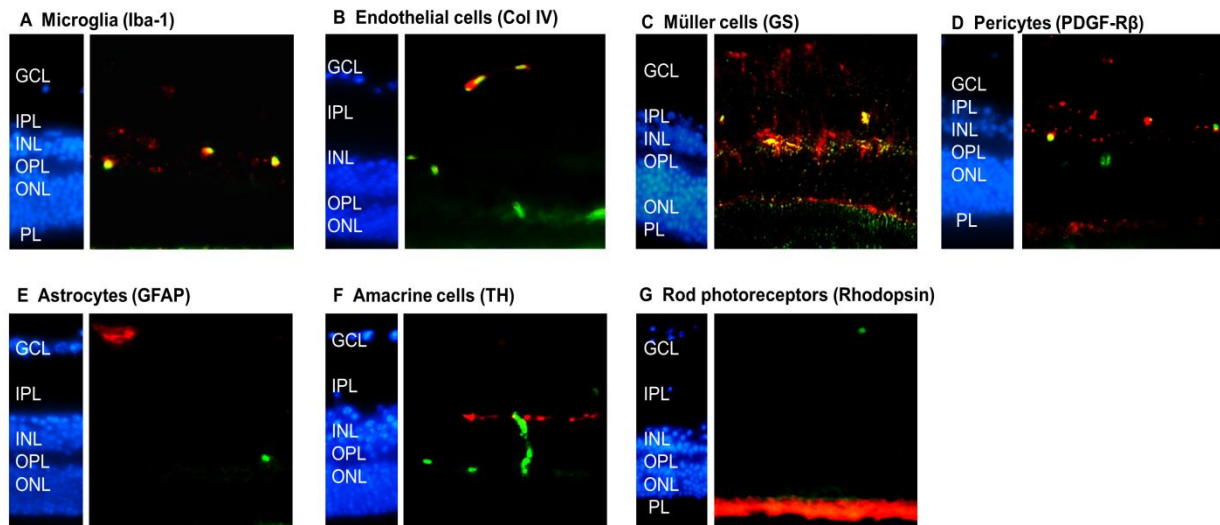 A Microglia (Iba-1)
GCL
IPL
INL
OPL
ONL
PL
B Endothelial cells (Col IV)
GCL
IPL
INL
OPL
ONL
C Müller cells (GS)
GCL
IPL
INL
OPL
ONL
PL
D Pericytes (PDGF-Rβ)
GCL
IPL
INL
OPL
ONL
PL
E Astrocytes (GFAP)
GCL
IPL
INL
OPL
ONL
F Amacrine cells (TH)
GCL
IPL
INL
OPL
ONL
G Rod photoreceptors (Rhodopsin)
GCL
IPL
INL
OPL
ONL
PL